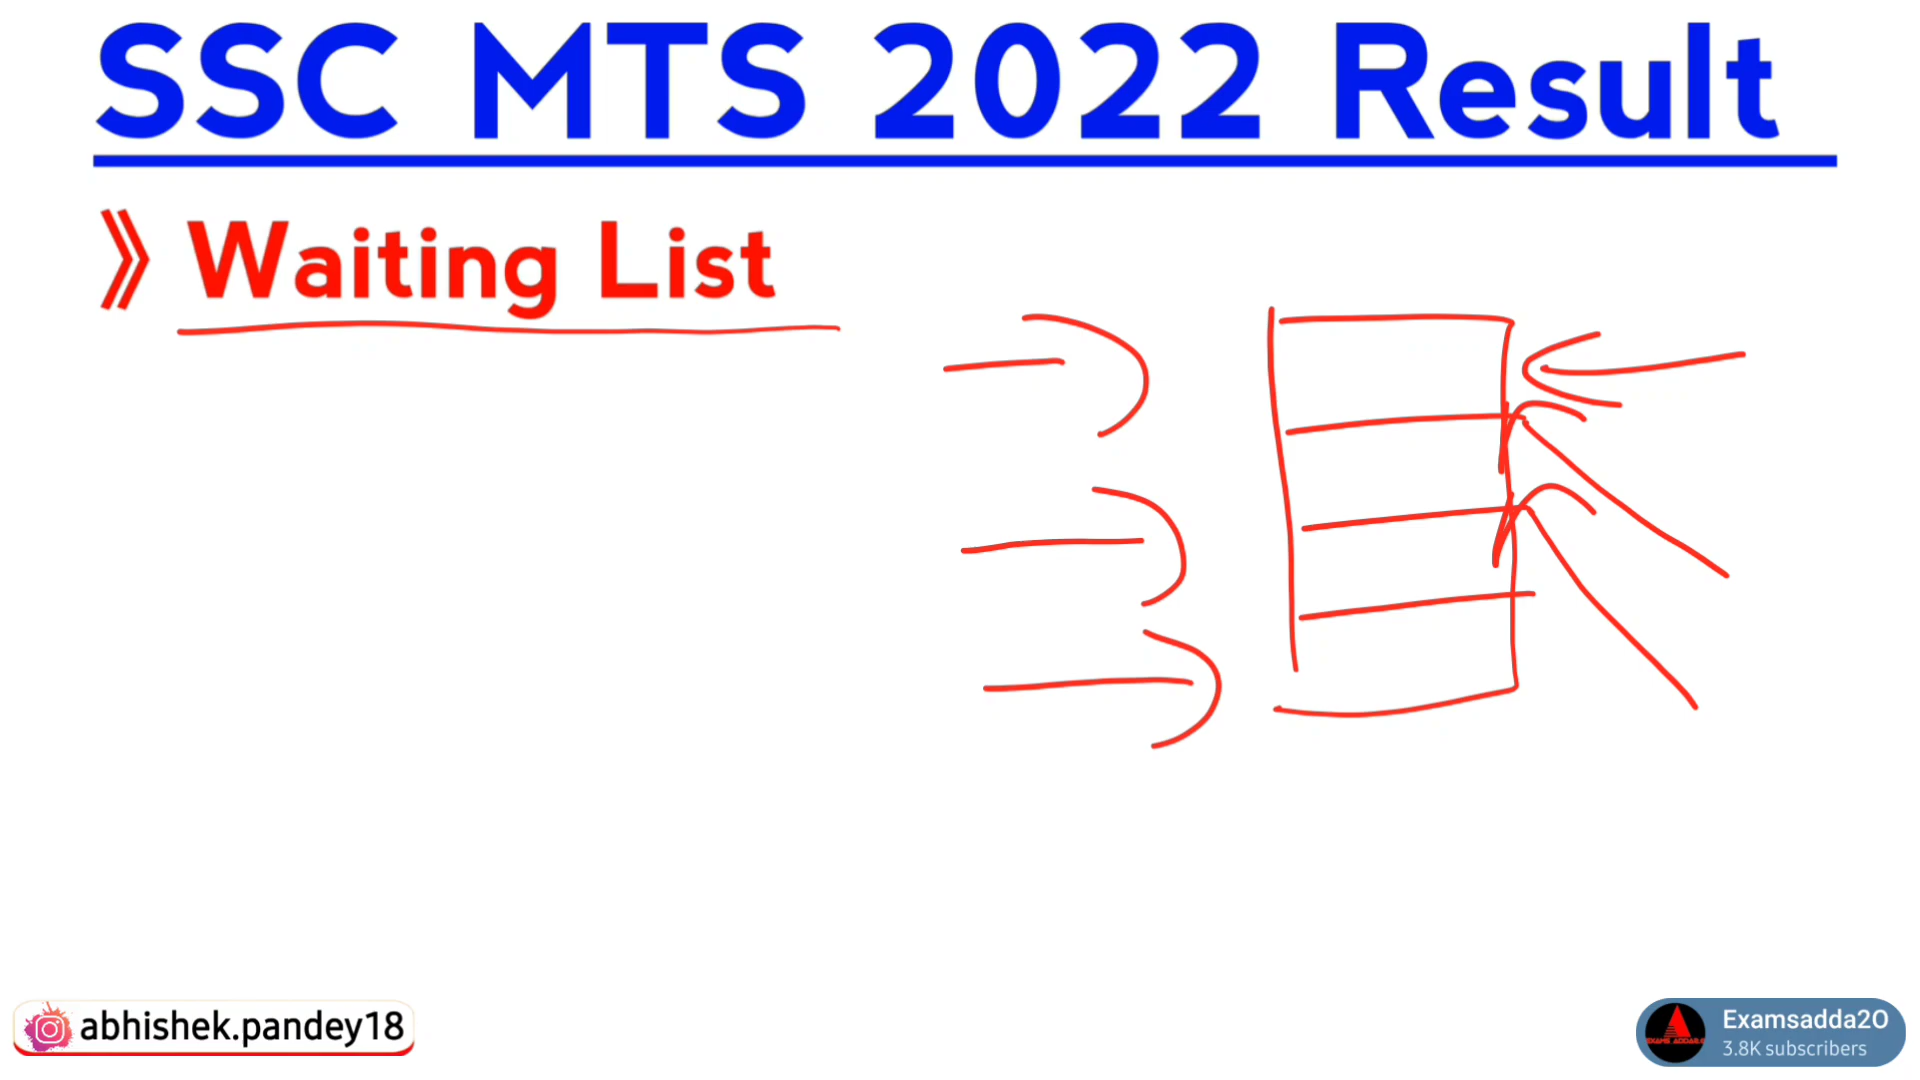 SSC MTS 2022 Result
》 Waiting List
abhishek.pandey18
Examsadda20
3.8K subscribers